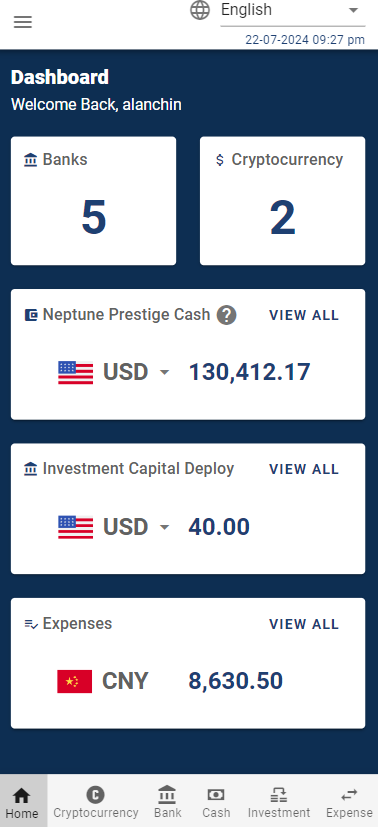 English
22-07-2024 09:27 pm
Dashboard
Welcome Back, alanchin
Banks
$ Cryptocurrency
5
2
Neptune Prestige Cash ? VIEW ALL
USD 130,412.17
Investment Capital Deploy VIEW ALL
USD 40.00
Expenses VIEW ALL
CNY 8,630.50
Home Cryptocurrency Bank Cash Investment Expense